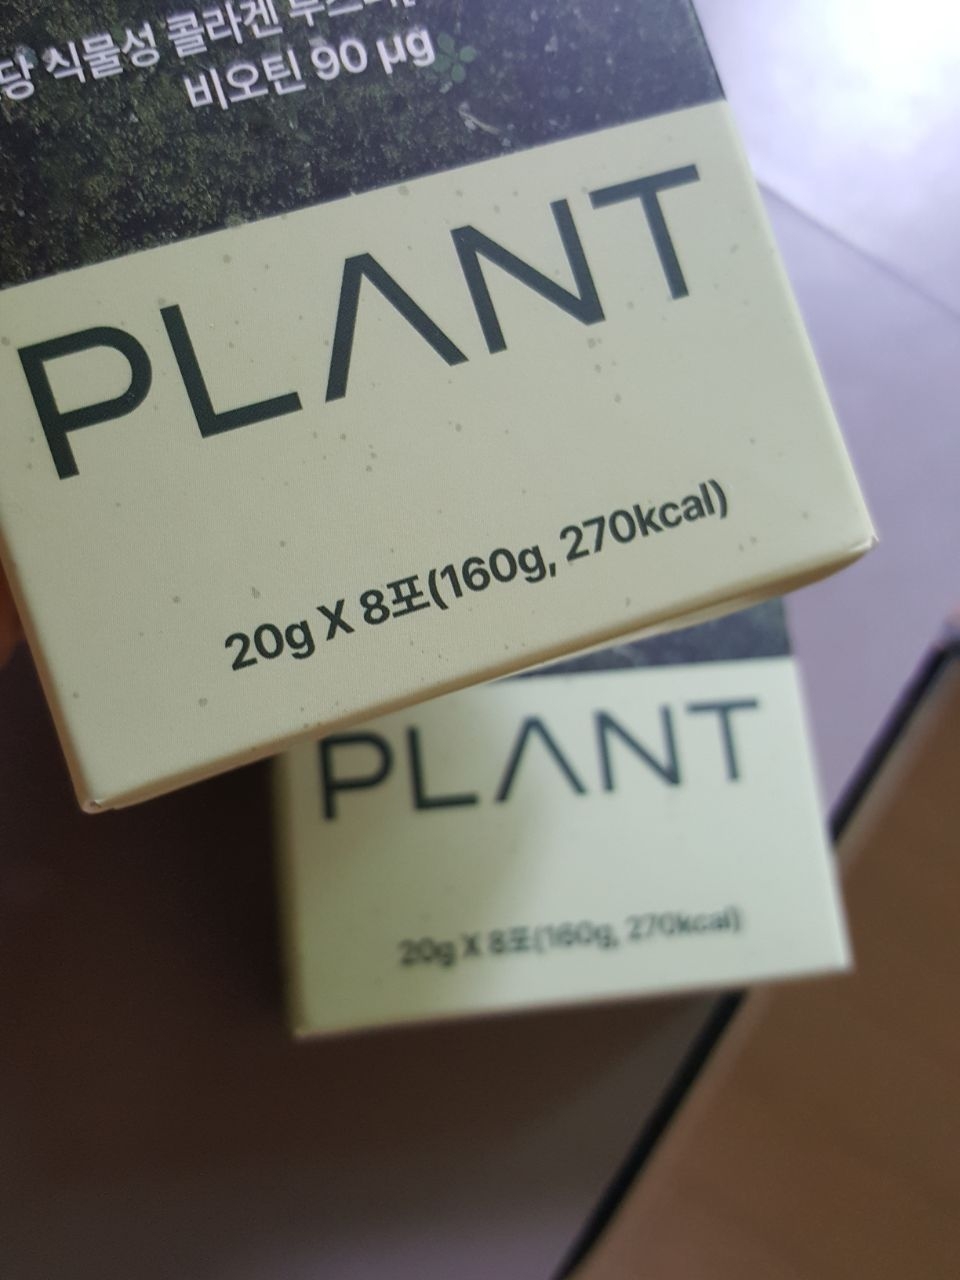 당 식물성 콜라겐
비오틴 90 µg
PLANT
20g X 8포(160g, 270kcal)
PLANT
20g X 8포(160g, 270kcal)